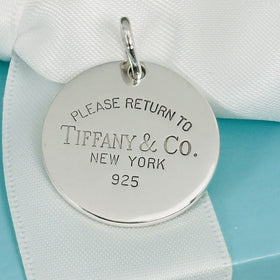 PLEASE RETURN TO
TIFFANY & CO.
NEW YORK
925